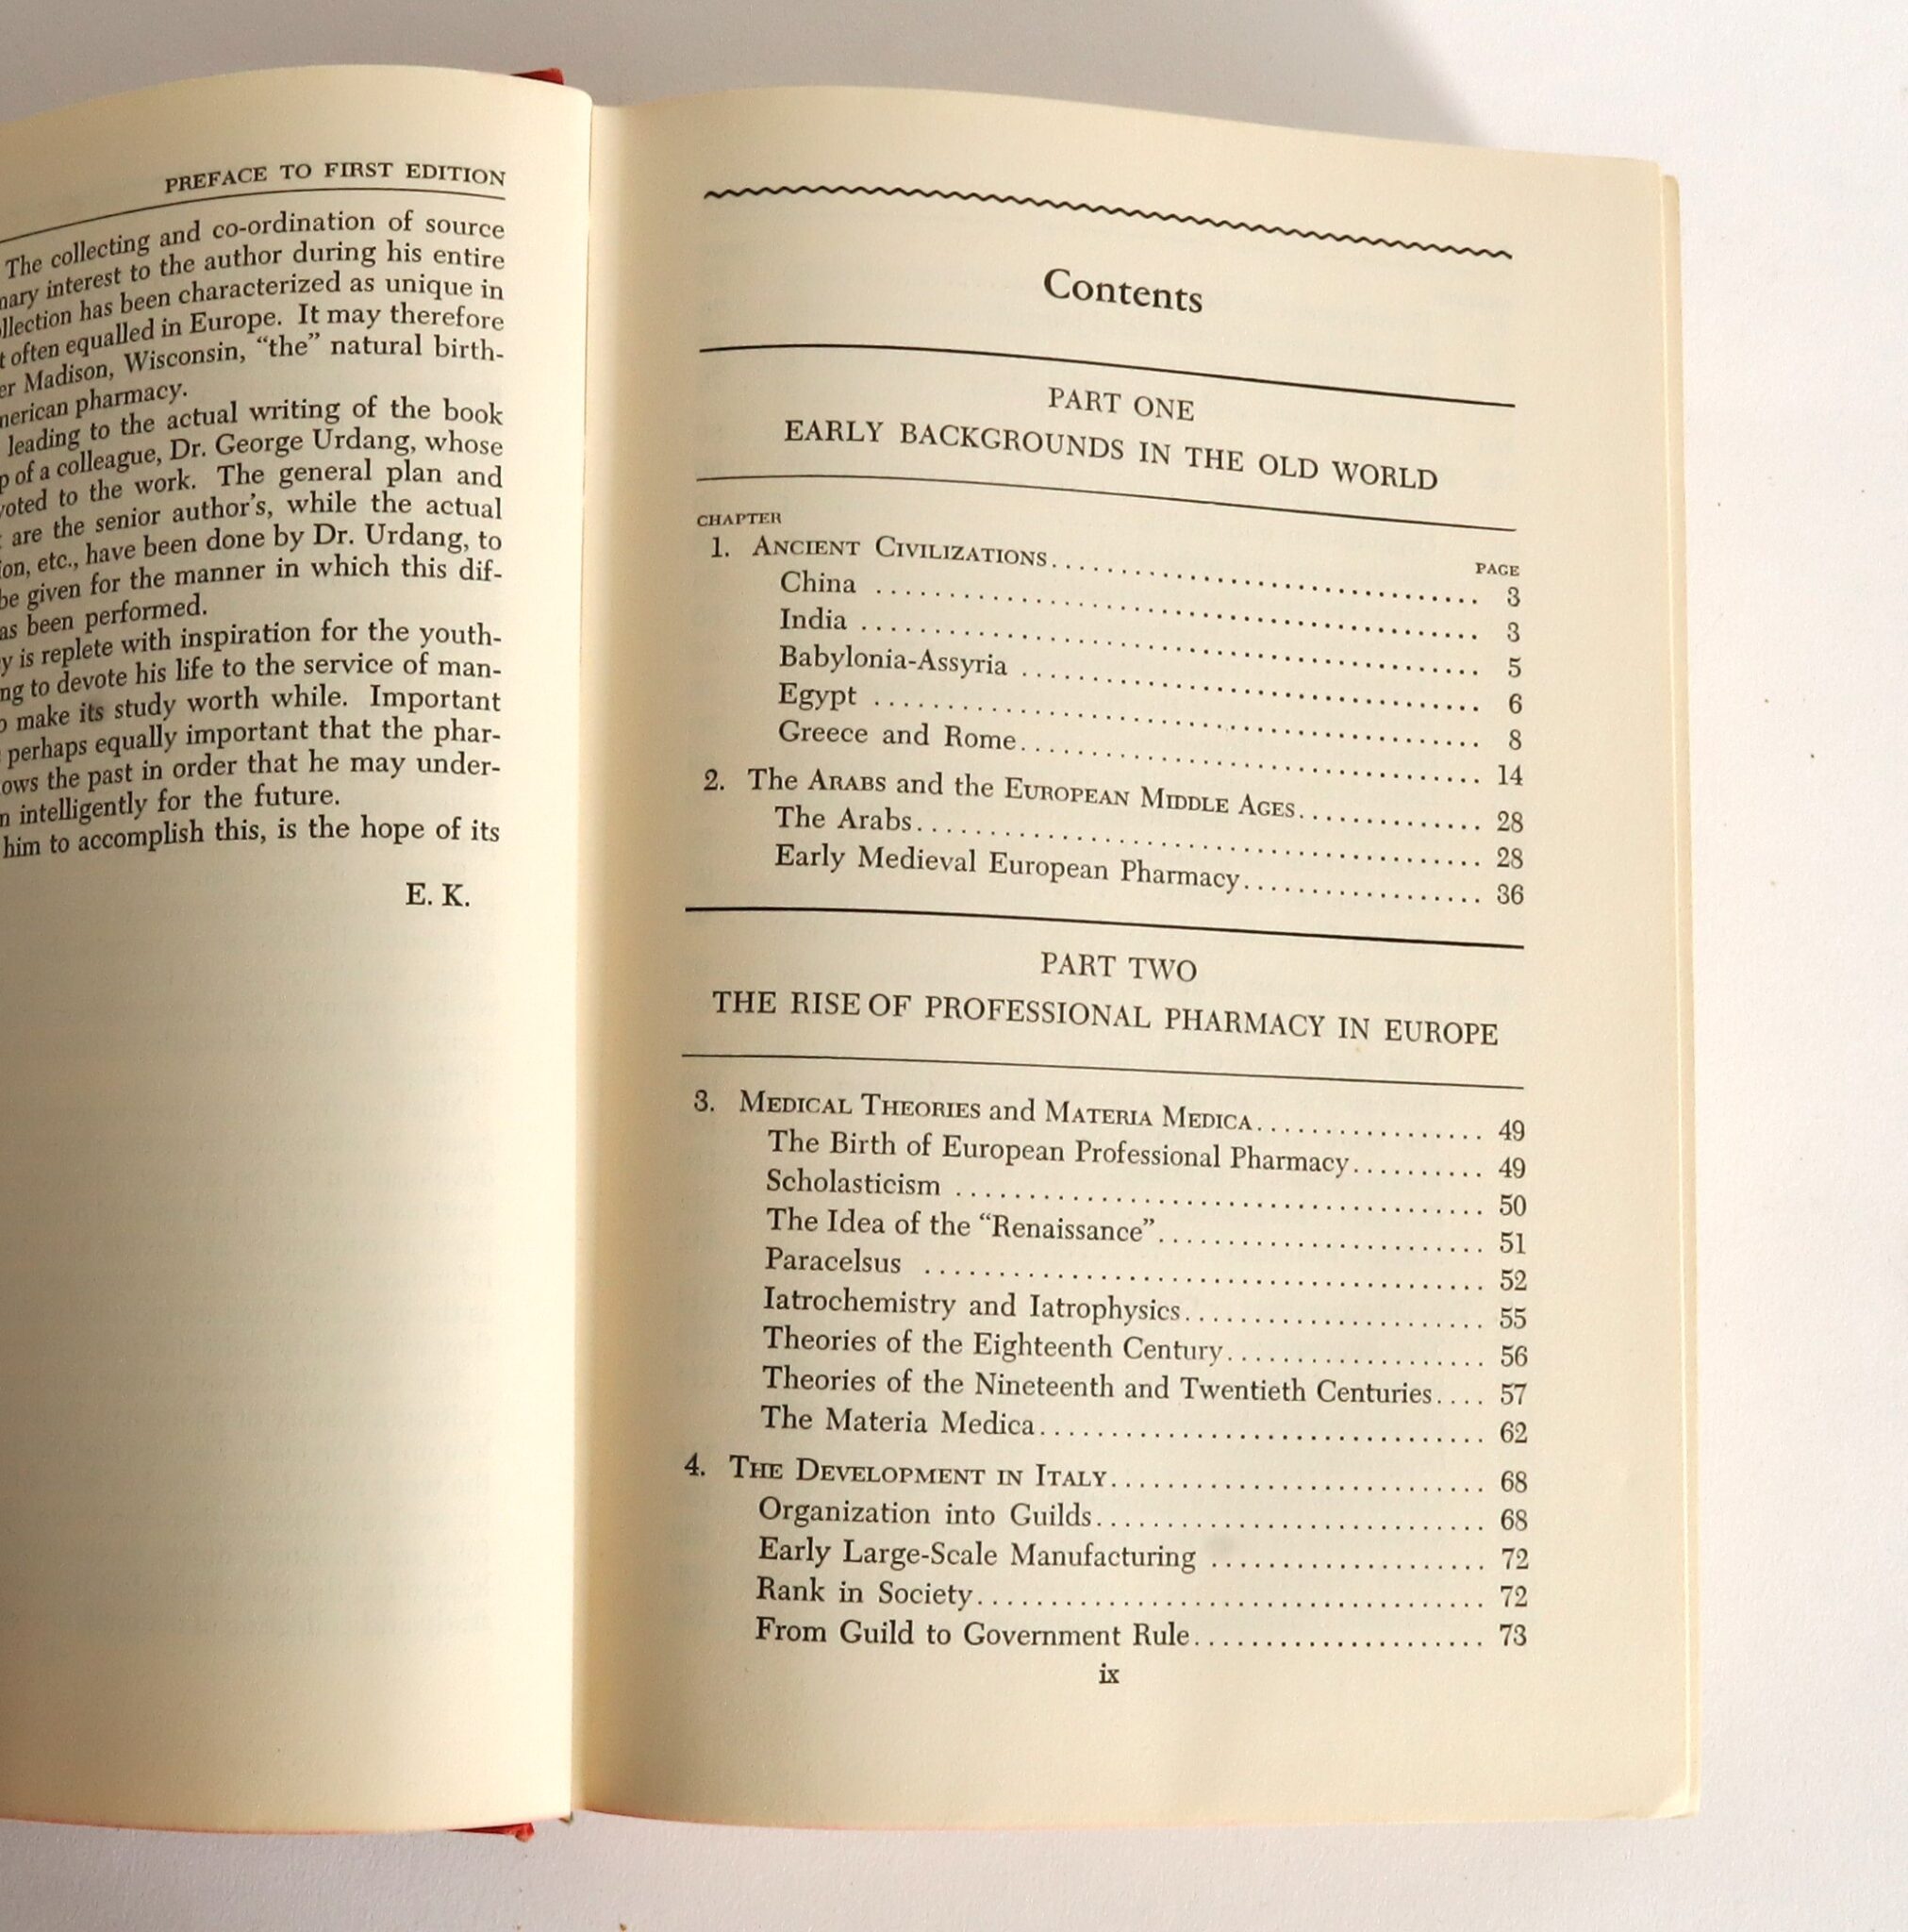 PREFACE TO FIRST EDITION
The collecting and co-ordination of source
interest to the author during his entire
has been characterized as unique in
often equalled in Europe. It may therefore
Madison, Wisconsin, “the” natural birth-
pharmacy.
leading to the actual writing of the book
of a colleague, Dr. George Urdang, whose
to the work. The general plan and
are the senior author's, while the actual
etc., have been done by Dr. Urdang, to
be given for the manner in which this dif-
been performed.
is replete with inspiration for the youth-
to devote his life to the service of man-
make its study worth while. Important
perhaps equally important that the phar-
the past in order that he may under-
intelligently for the future.
him to accomplish this, is the hope of its
E. K.
Contents
PART ONE
EARLY BACKGROUNDS IN THE OLD WORLD
CHAPTER PAGE
1. ANCIENT CIVILIZATIONS 3
China 3
India 5
Babylonia-Assyria 6
Egypt 8
Greece and Rome 14
2. The ARABS and the EUROPEAN MIDDLE AGES 28
The Arabs 28
Early Medieval European Pharmacy 36
PART TWO
THE RISE OF PROFESSIONAL PHARMACY IN EUROPE
3. MEDICAL THEORIES and MATERIA MEDICA 49
The Birth of European Professional Pharmacy 49
Scholasticism 50
The Idea of the “Renaissance” 51
Paracelsus 52
Iatrochemistry and Iatrophysics 55
Theories of the Eighteenth Century 56
Theories of the Nineteenth and Twentieth Centuries 57
The Materia Medica 62
4. THE DEVELOPMENT IN ITALY 68
Organization into Guilds 68
Early Large-Scale Manufacturing 72
Rank in Society 72
From Guild to Government Rule 73
ix